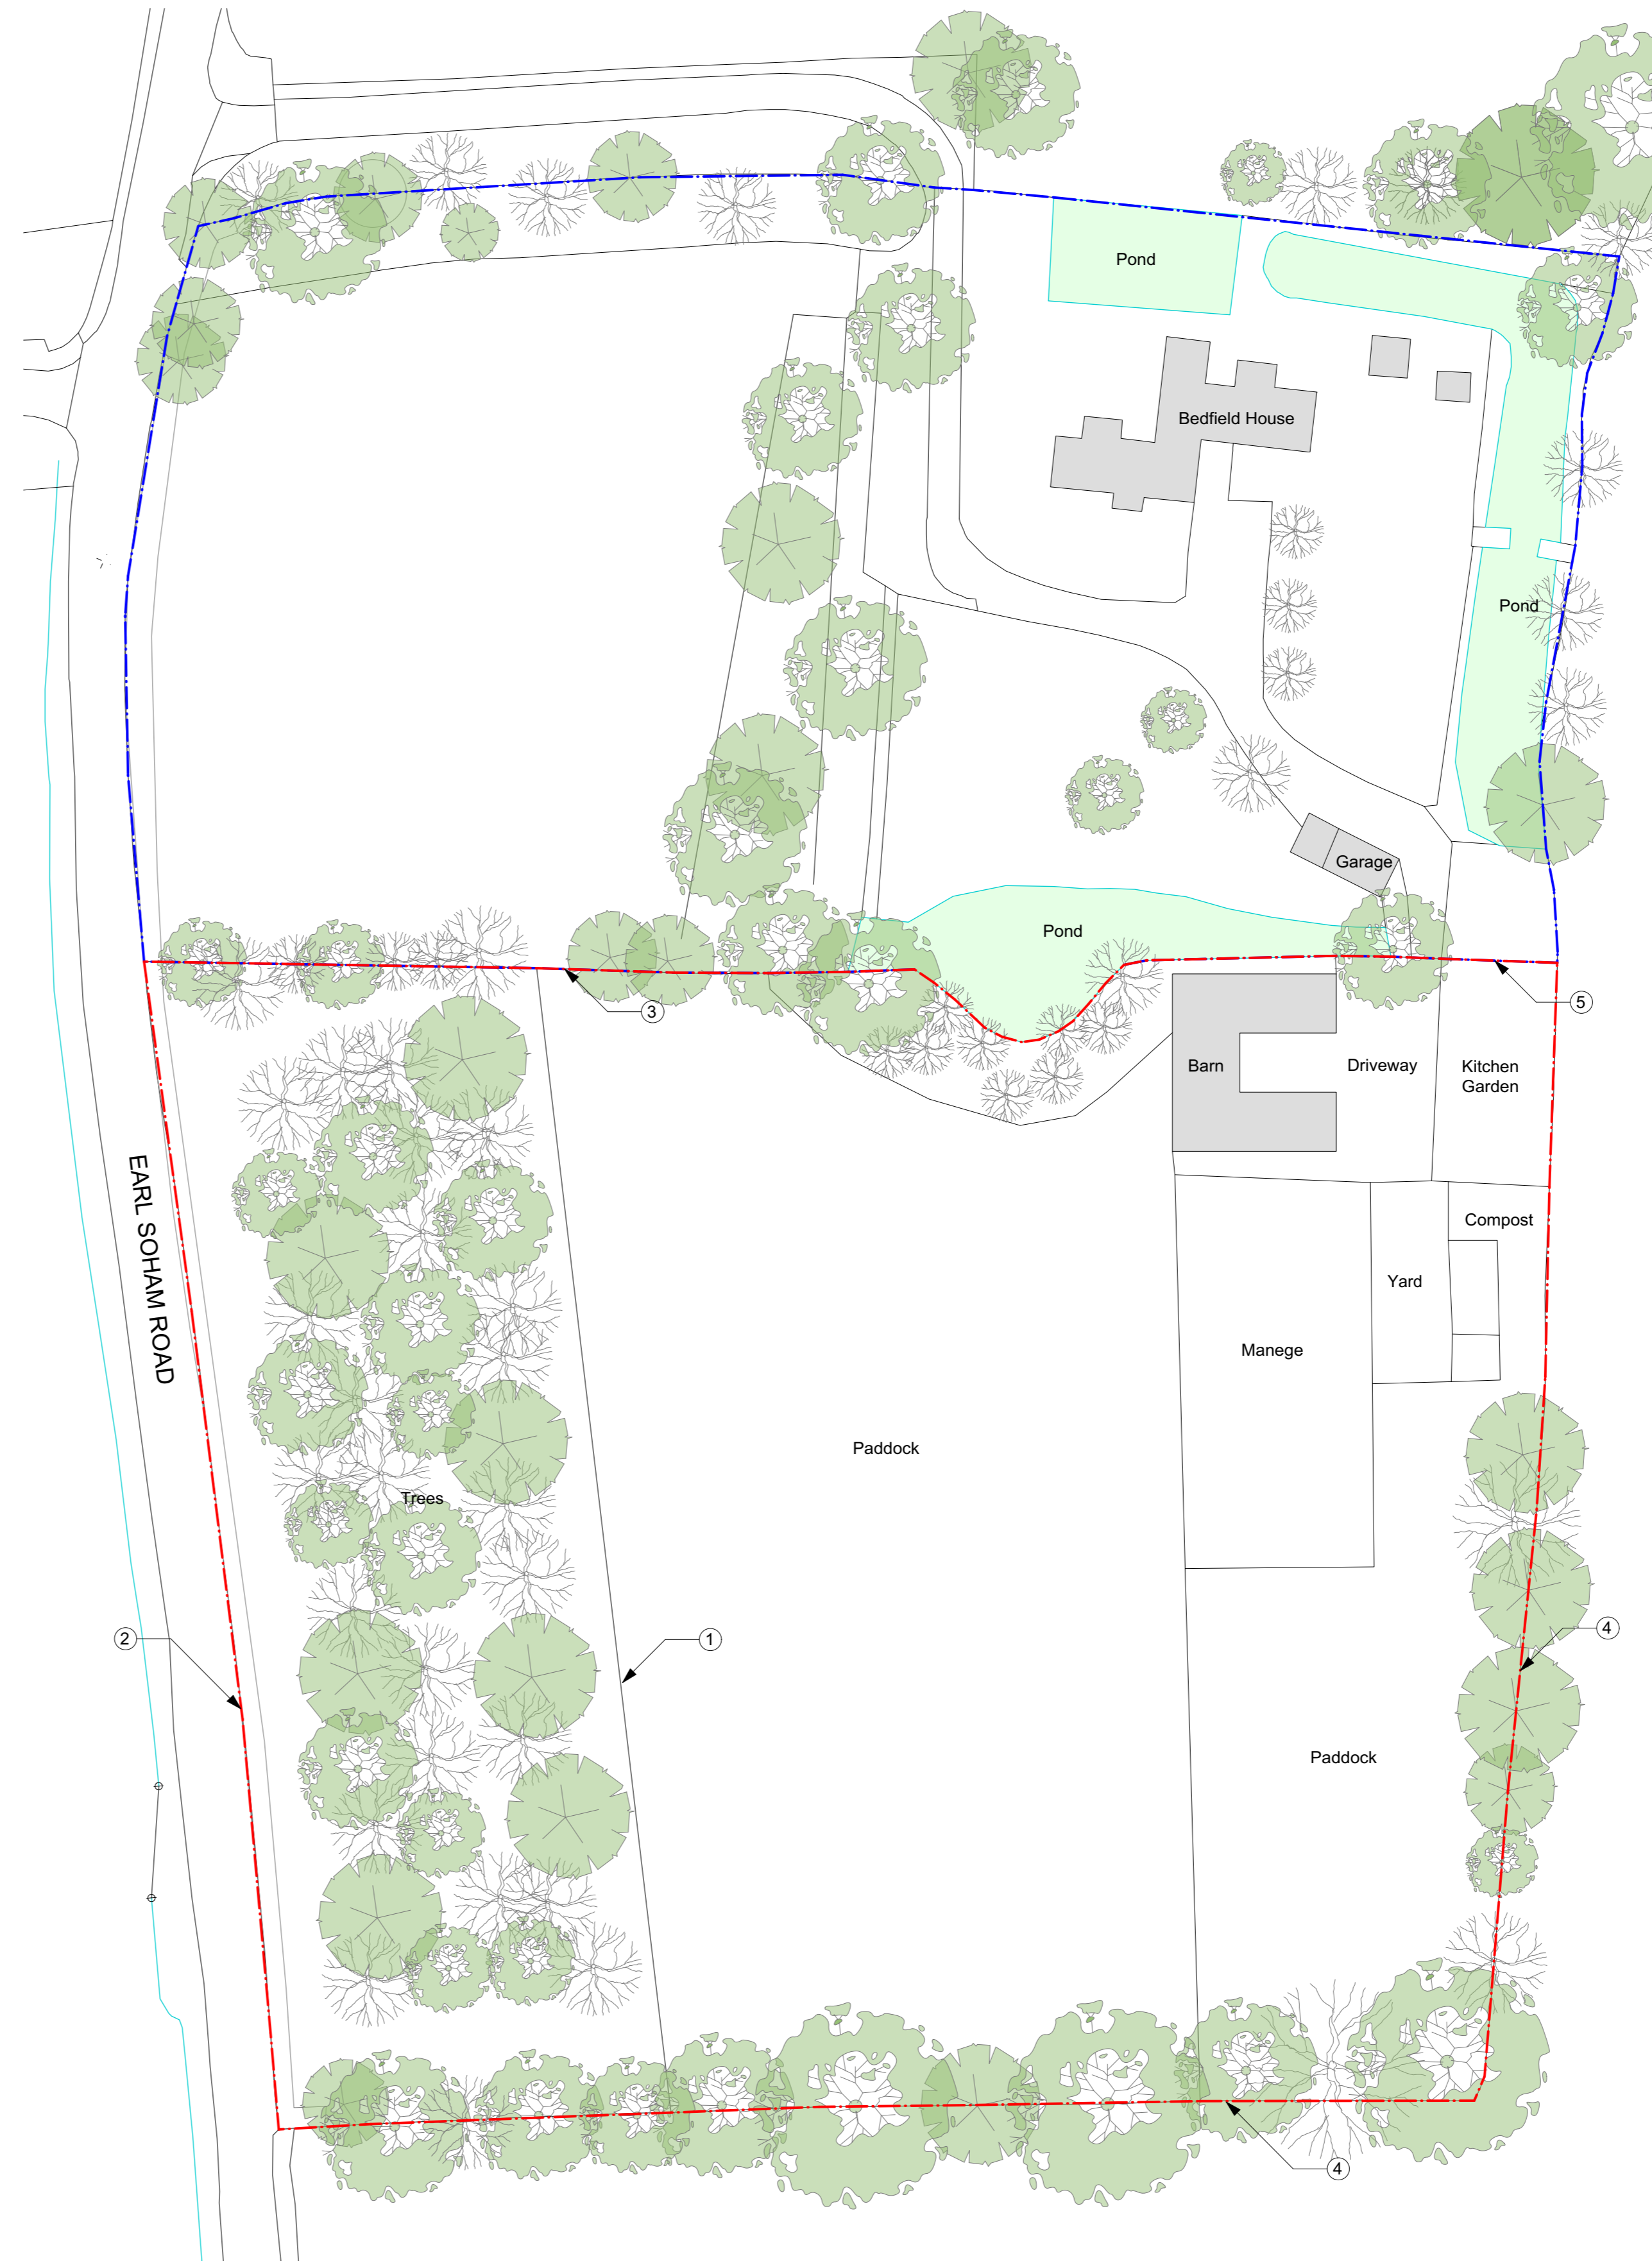 Pond
Bedfield House
Pond
Garage
Pond
3
5
Barn
Driveway
Kitchen
Garden
EARL SOHAM ROAD
Compost
Yard
Manege
Paddock
Trees
2
1
4
Paddock
4